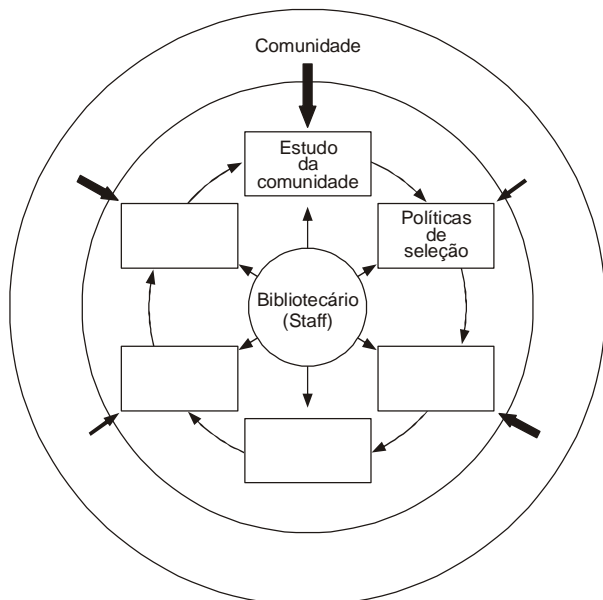 Comunidade
Estudo
da
comunidade
Políticas
de
seleção
Bibliotecário
(Staff)